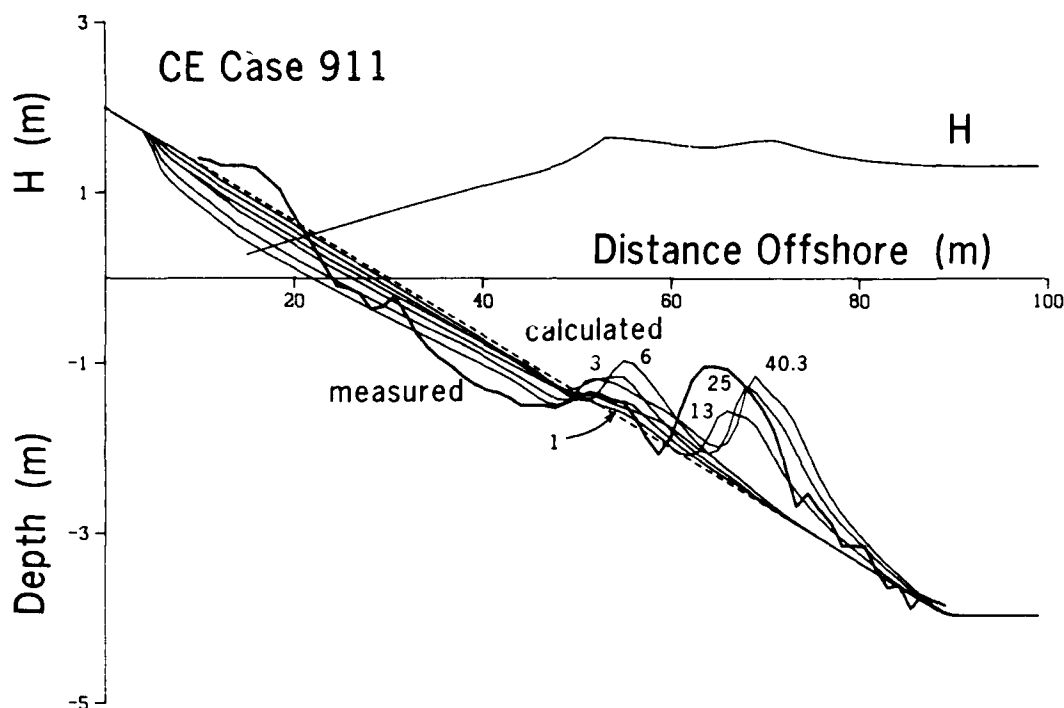 3
CE Case 911
H (m)
H
1
Distance Offshore (m)
20
40
60
80
100
calculated
-1
3
6
40.3
25
measured
13
1
Depth (m)
-3
-5